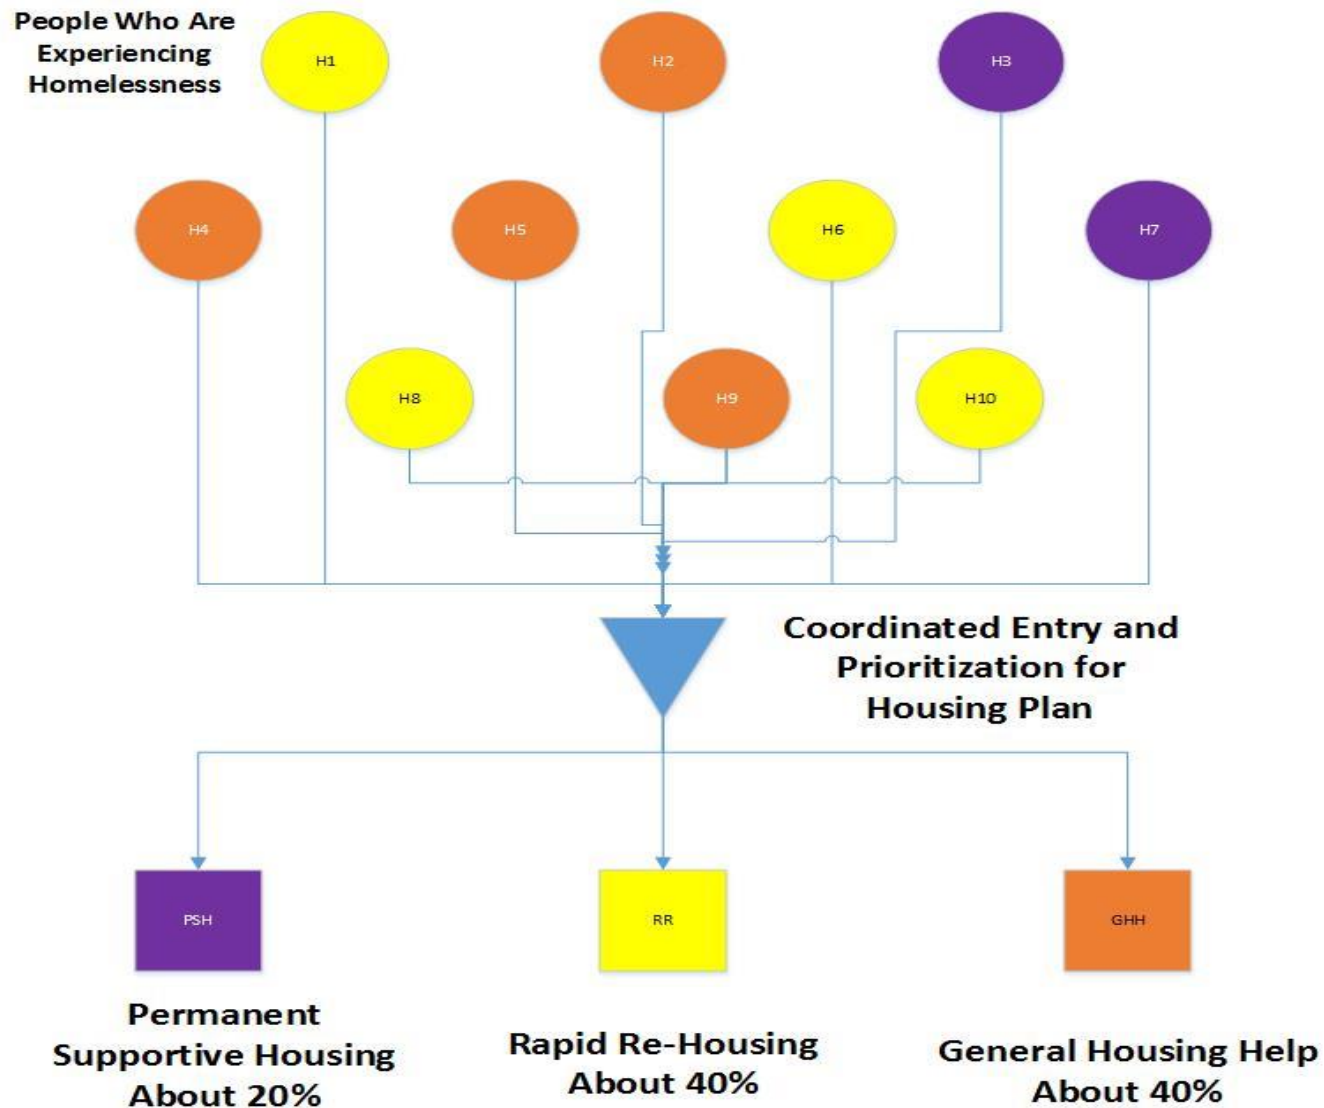 People Who Are
Experiencing
Homelessness
H1
H2
H3
H4
H5
H6
H7
H8
H9
H10
Coordinated Entry and
Prioritization for
Housing Plan
PSH
RR
GHH
Permanent
Supportive Housing
About 20%
Rapid Re-Housing
About 40%
General Housing Help
About 40%